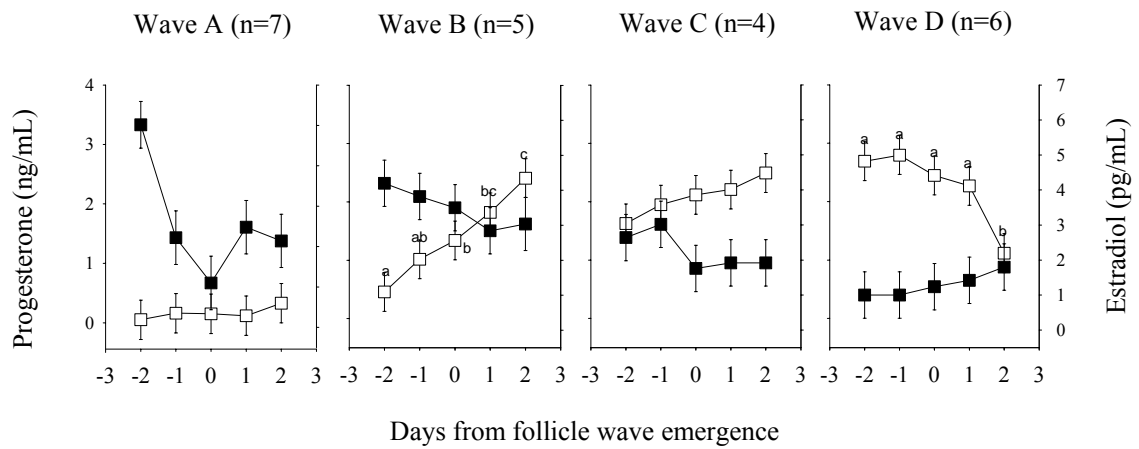 Wave A (n=7) Wave B (n=5) Wave C (n=4) Wave D (n=6)
Progesterone (ng/mL)
4
3
2
1
0
a
ab
b
bc
c
a
a
a
a
b
7
6
5
4
3
2
1
0
Estradiol (pg/mL)
-3 -2 -1 0 1 2 3 -3 -2 -1 0 1 2 3 -3 -2 -1 0 1 2 3 -3 -2 -1 0 1 2 3
Days from follicle wave emergence